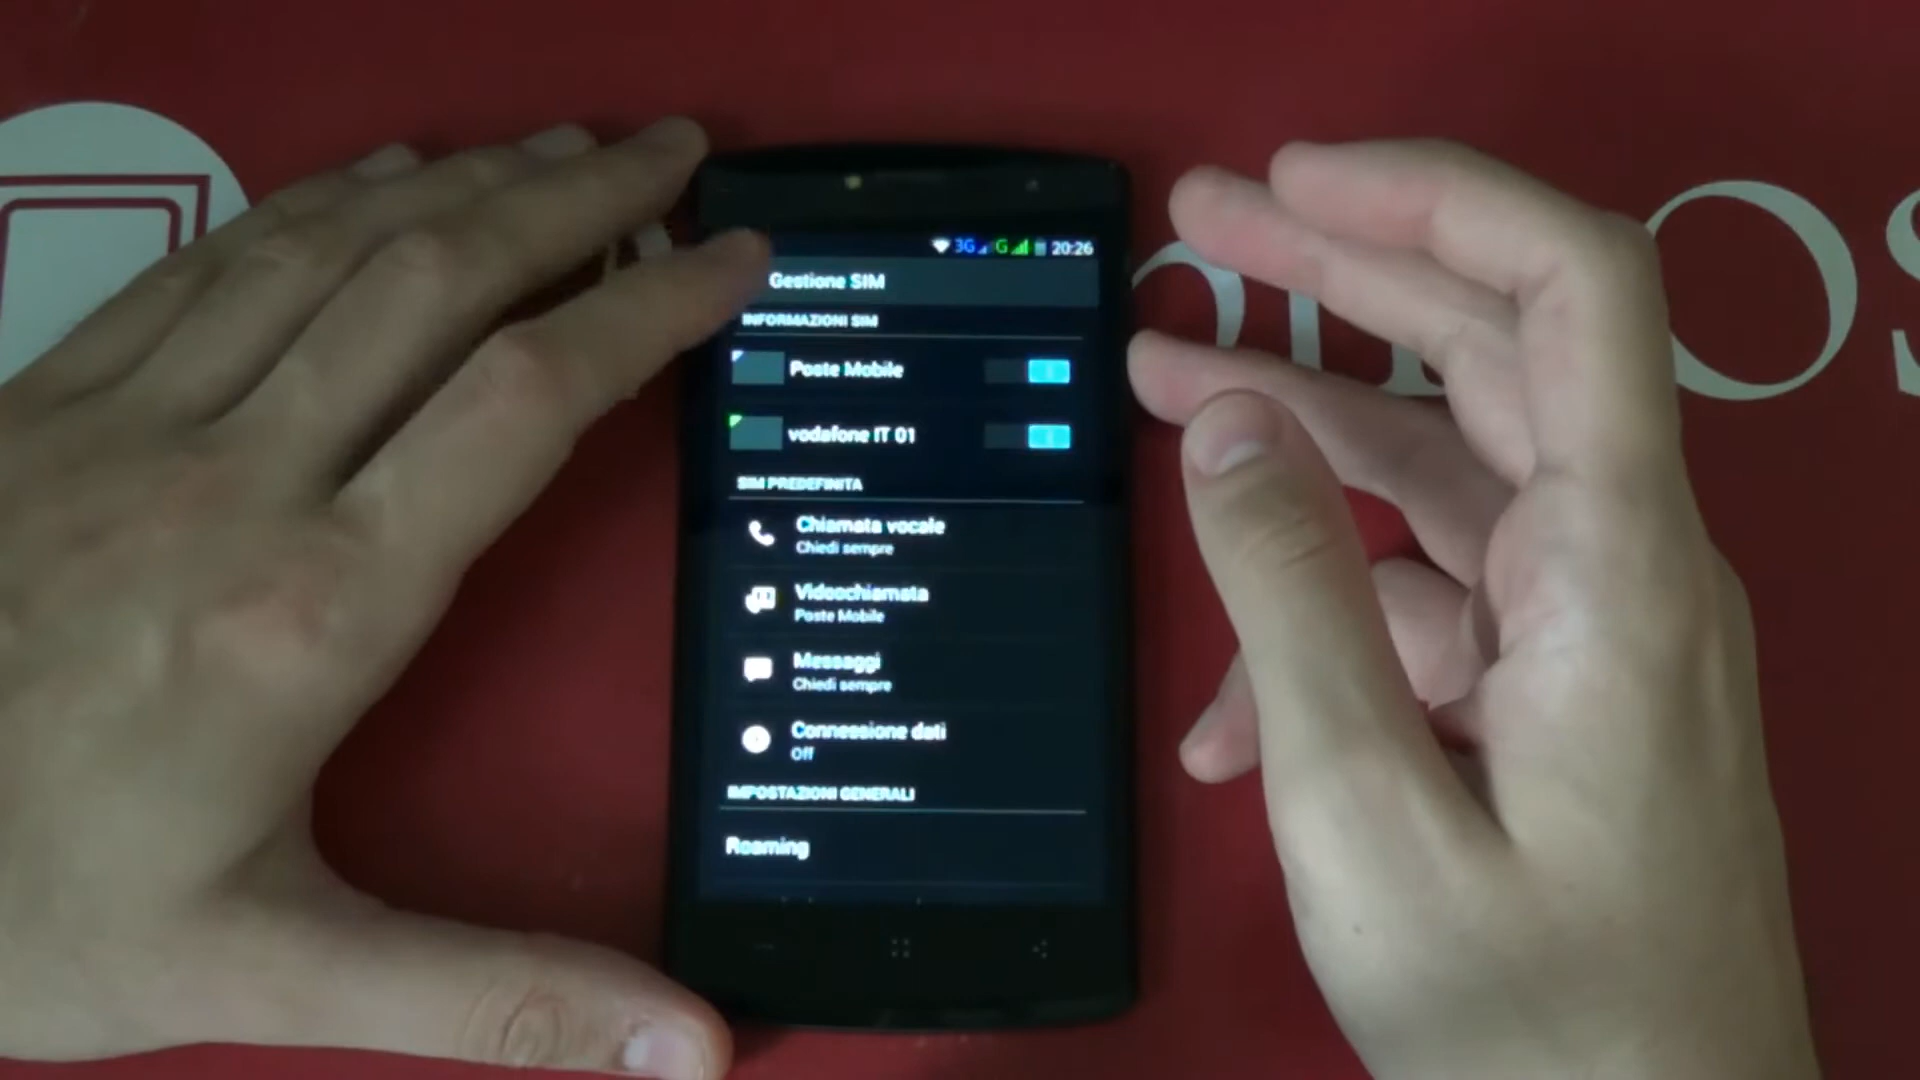 3G G 20:26
Gestione SIM
INFORMAZIONI SIM
Poste Mobile
vodafone IT 01
SIM PREDEFINITA
Chiamata vocale
Chiedi sempre
Videochiamata
Poste Mobile
Messaggi
Chiedi sempre
Connessione dati
Off
IMPOSTAZIONI GENERALI
Roaming